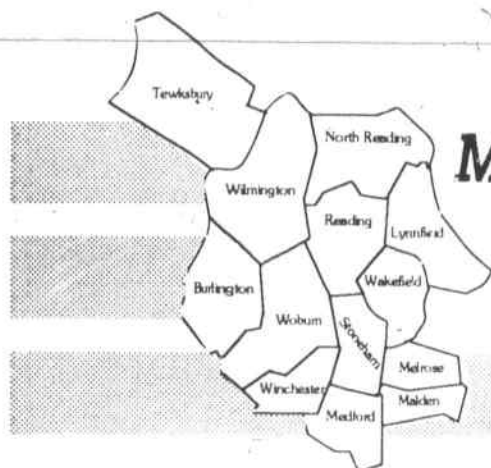 Tewksbury
North Reading
M
Wilmington
Reading
Lynnfield
Wakefield
Burlington
Woburn
Stoneham
Melrose
Winchester
Malden
Medford